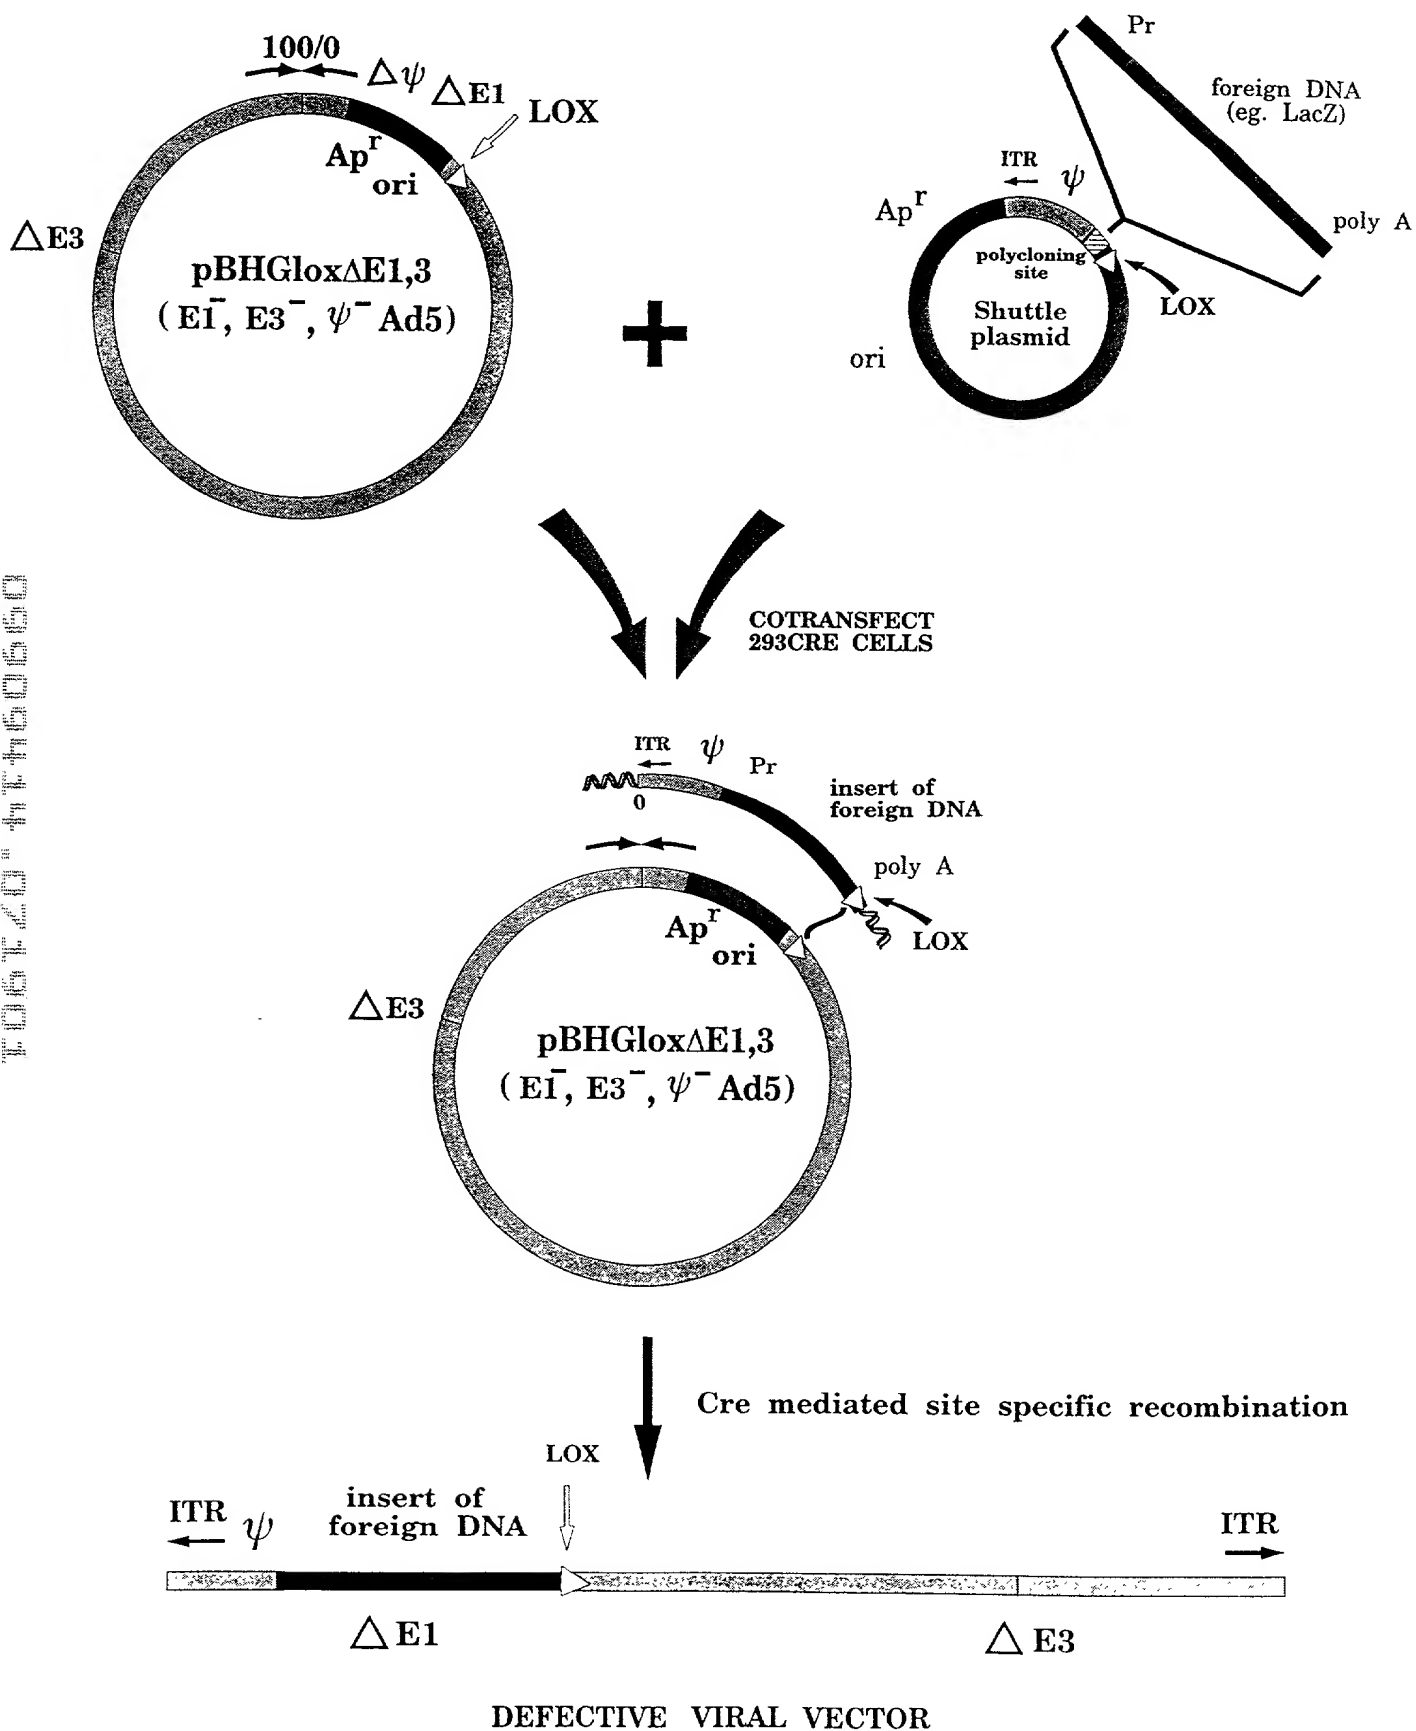 100/0
Δψ
ΔE1
LOX
Apʳ
ori
ΔE3
pBHGloxΔE1,3
(E1⁻, E3⁻, ψ⁻ Ad5)
Pr
foreign DNA
(eg. LacZ)
poly A
ITR
ψ
Apʳ
polycloning
site
LOX
Shuttle
plasmid
ori
COTRANSFECT
293CRE CELLS
ITR
ψ
Pr
0
insert of
foreign DNA
poly A
LOX
Apʳ
ori
ΔE3
pBHGloxΔE1,3
(E1⁻, E3⁻, ψ⁻ Ad5)
Cre mediated site specific recombination
LOX
ITR
ψ
insert of
foreign DNA
ITR
Δ E1
Δ E3
DEFECTIVE VIRAL VECTOR